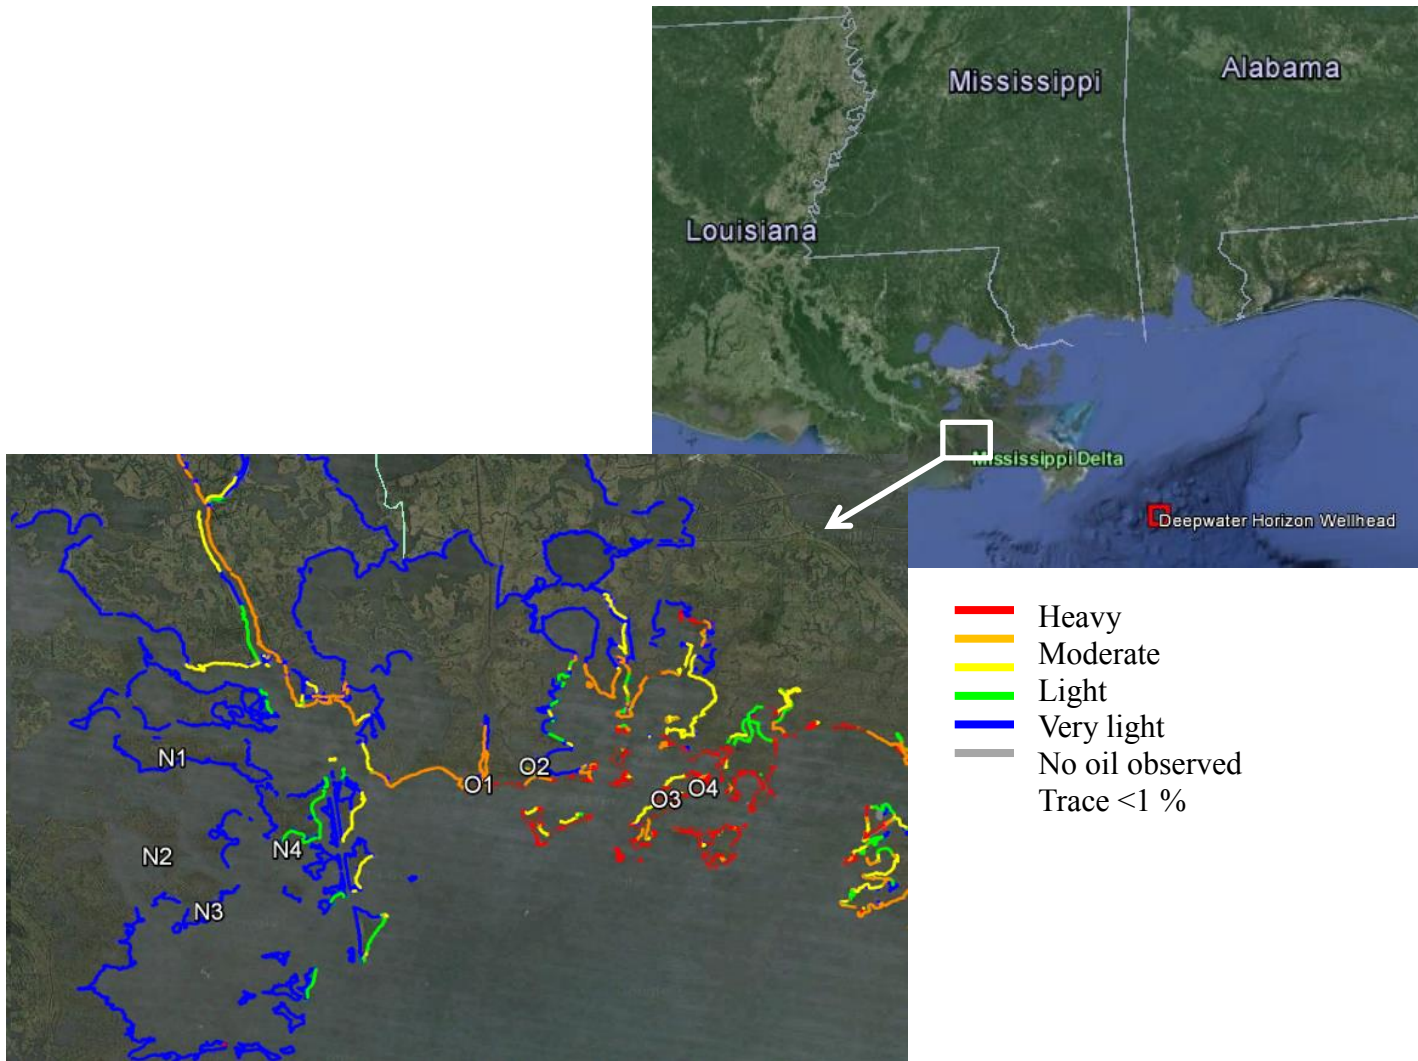 Mississippi
Alabama
Louisiana
Mississippi Delta
Deepwater Horizon Wellhead
Heavy
Moderate
Light
Very light
No oil observed
Trace <1 %
N1
O1
O2
O3
O4
N2
N4
N3